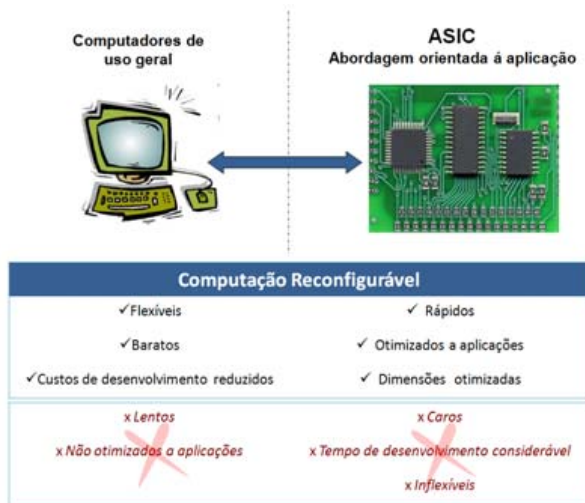 Computadores de
uso geral
ASIC
Abordagem orientada á aplicação
Computação Reconfigurável
✓Flexíveis
✓ Rápidos
✓Baratos
✓ Otimizados a aplicações
✓Custos de desenvolvimento reduzidos
✓ Dimensões otimizadas
x Lentos
x Caros
x Não otimizados a aplicações
x Tempo de desenvolvimento considerável
x Inflexíveis